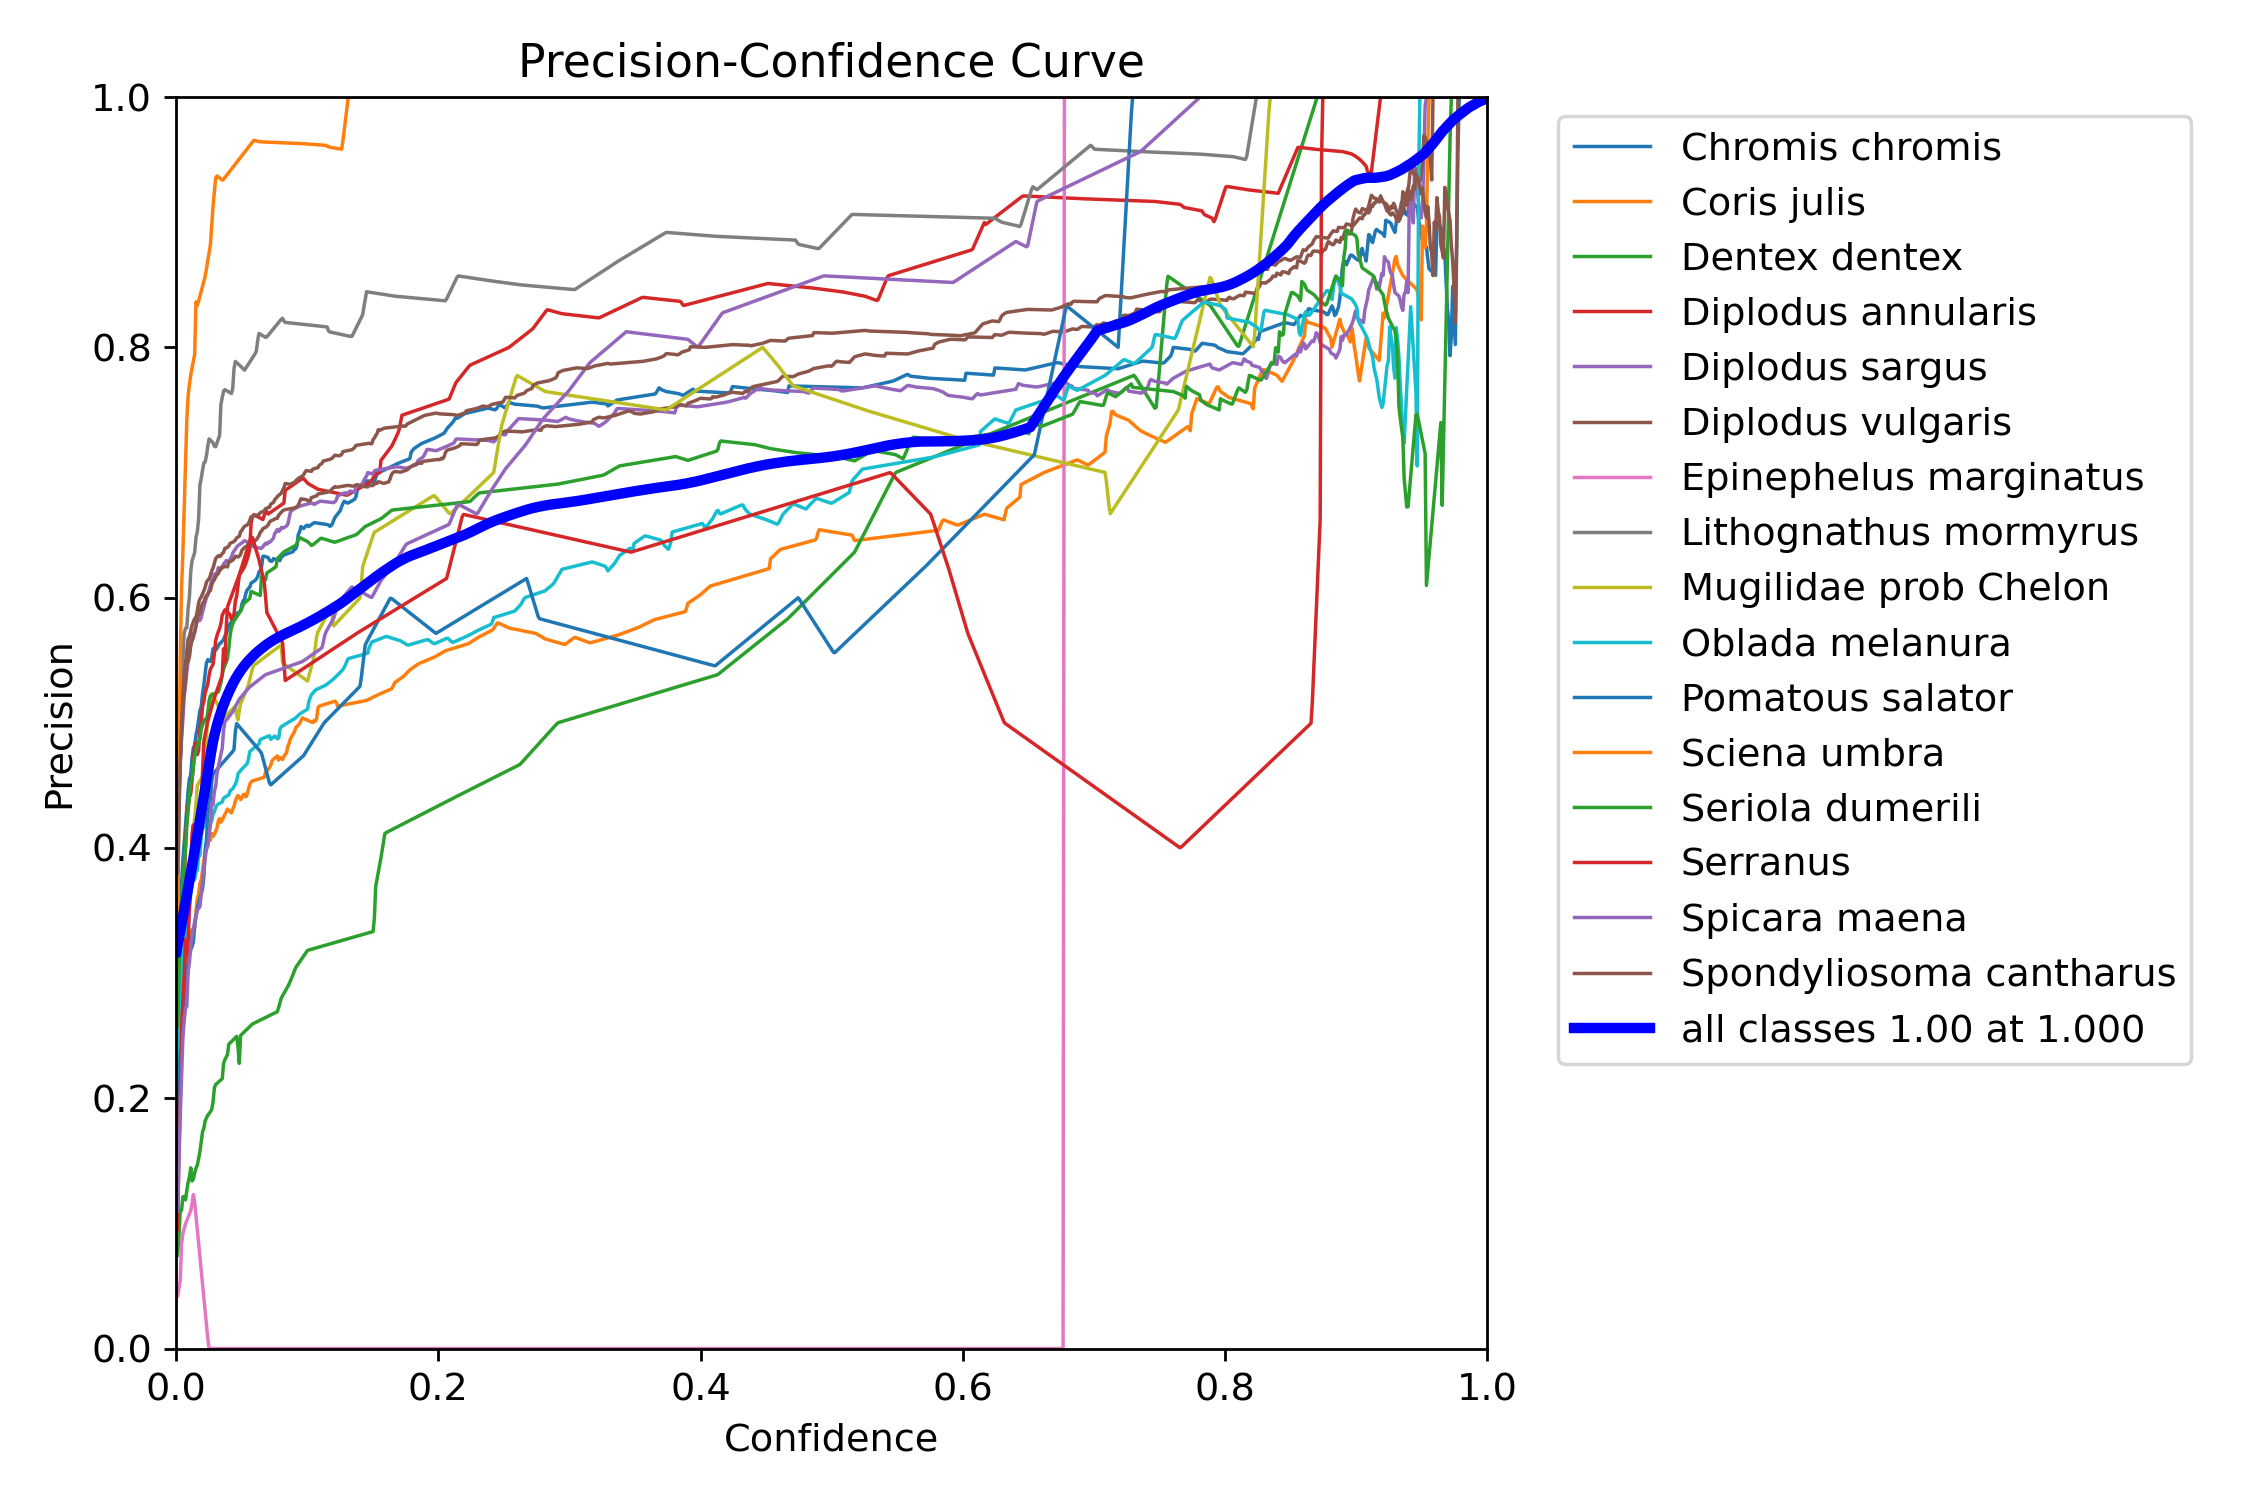 Precision-Confidence Curve
1.0
0.8
0.6
0.4
0.2
0.0
Precision
0.0 0.2 0.4 0.6 0.8 1.0
Confidence
Chromis chromis
Coris julis
Dentex dentex
Diplodus annularis
Diplodus sargus
Diplodus vulgaris
Epinephelus marginatus
Lithognathus mormyrus
Mugilidae prob Chelon
Oblada melanura
Pomatous salator
Sciena umbra
Seriola dumerili
Serranus
Spicara maena
Spondyliosoma cantharus
all classes 1.00 at 1.000